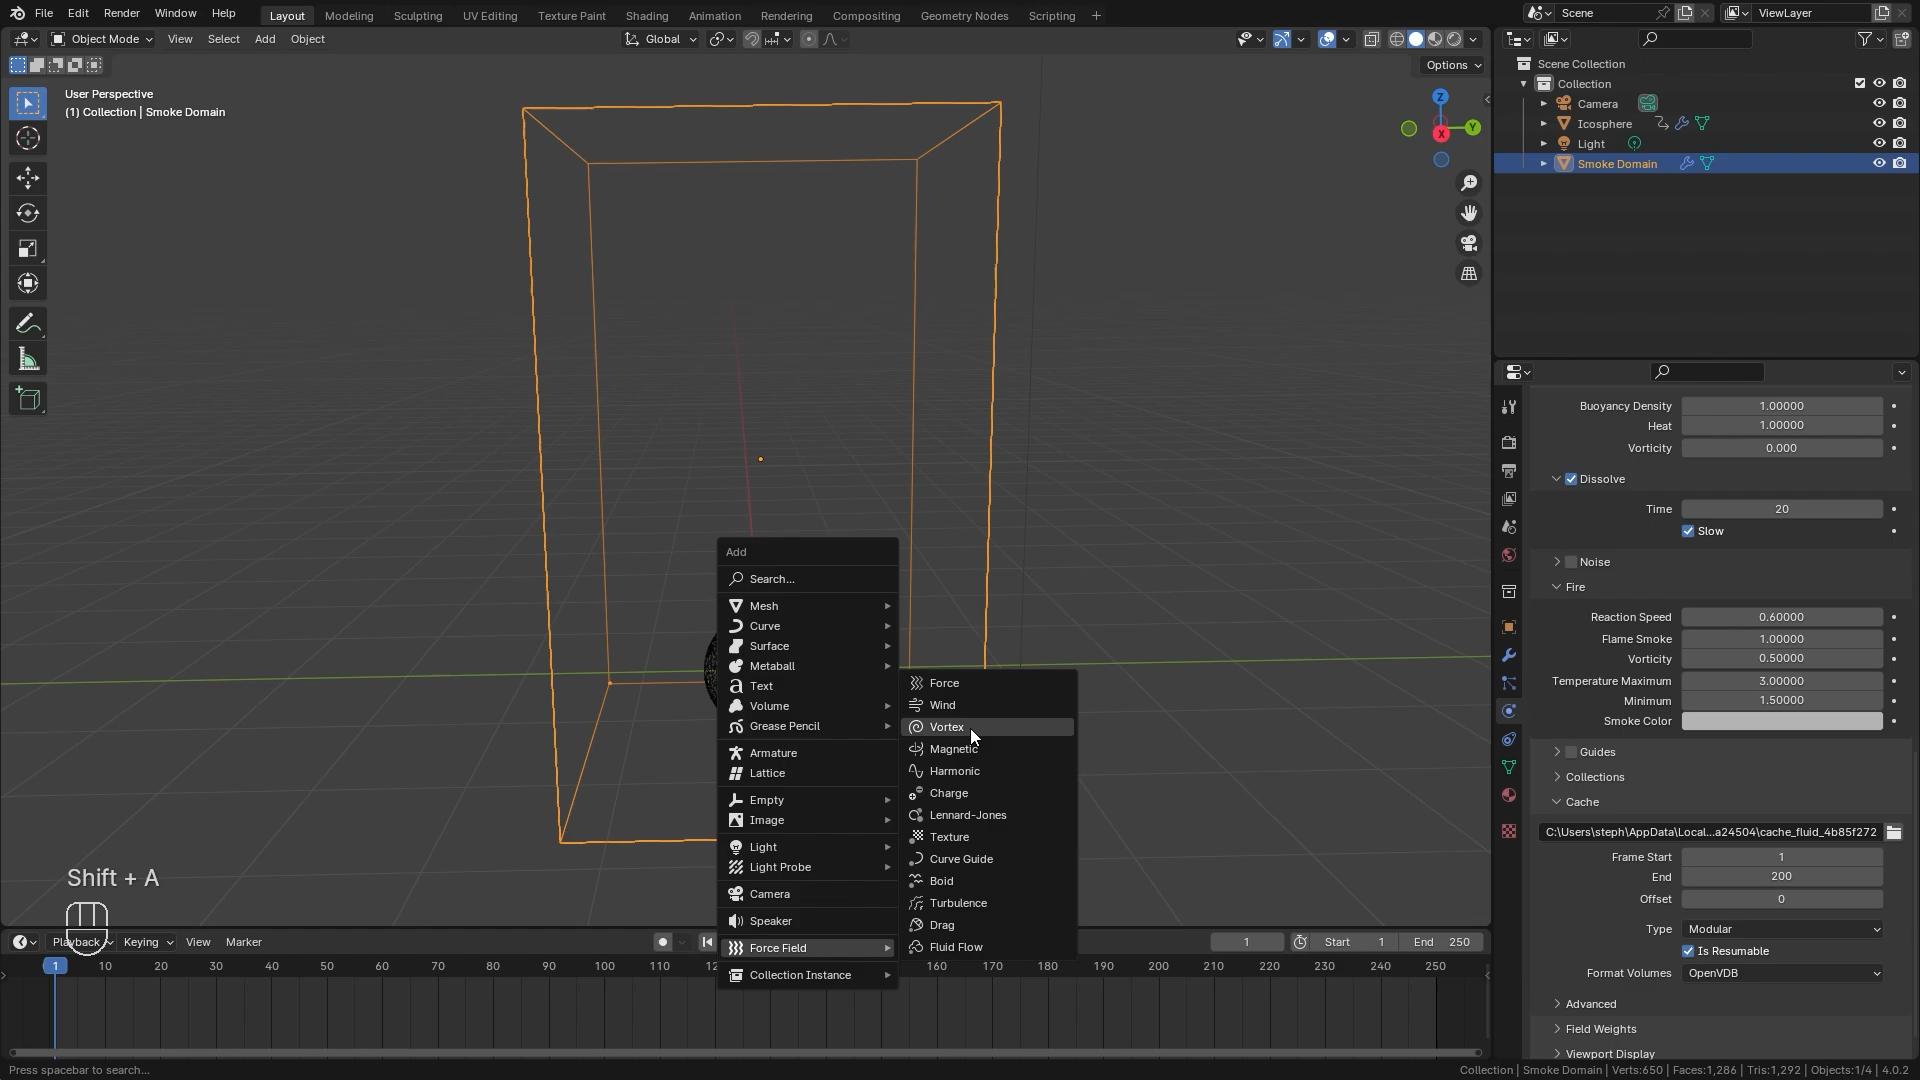 File Edit Render Window Help
Layout Modeling Sculpting UV Editing Texture Paint Shading Animation Rendering Compositing Geometry Nodes Scripting +
Scene
ViewLayer
Object Mode View Select Add Object
Global
Options
User Perspective
(1) Collection | Smoke Domain
Z
Y
X
Scene Collection
Collection
Camera
Icosphere
Light
Smoke Domain
Add
Search...
Mesh
Curve
Surface
Metaball
Text
Volume
Grease Pencil
Armature
Lattice
Empty
Image
Light
Light Probe
Camera
Speaker
Force Field
Collection Instance
Force
Wind
Vortex
Magnetic
Harmonic
Charge
Lennard-Jones
Texture
Curve Guide
Boid
Turbulence
Drag
Fluid Flow
Buoyancy Density 1.00000
Heat 1.00000
Vorticity 0.000
Dissolve
Time 20
Slow
Noise
Fire
Reaction Speed 0.60000
Flame Smoke 1.00000
Vorticity 0.50000
Temperature Maximum 3.00000
Minimum 1.50000
Smoke Color
Guides
Collections
Cache
C:\Users\steph\AppData\Local...a24504\cache_fluid_4b85f272
Frame Start 1
End 200
Offset 0
Type Modular
Is Resumable
Format Volumes OpenVDB
Advanced
Field Weights
Viewport Display
Shift + A
Playback Keying View Marker
1 Start 1 End 250
1 10 20 30 40 50 60 70 80 90 100 110 12 160 170 180 190 200 210 220 230 240 250
Press spacebar to search...
Collection | Smoke Domain | Verts:650 | Faces:1,286 | Tris:1,292 | Objects:1/4 | 4.0.2